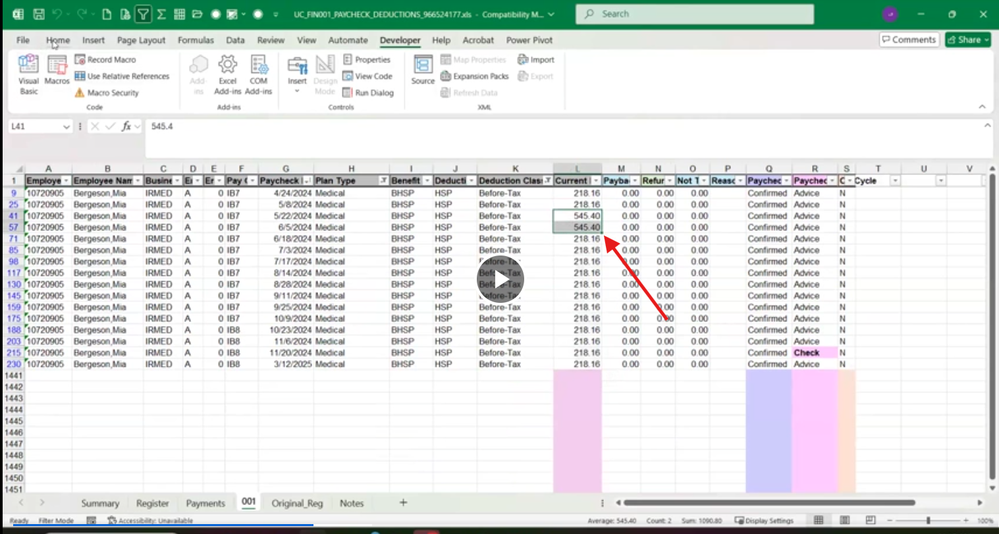 UC_FIN001_PAYCHECK_DEDUCTIONS_966524177.xls - Compatibility M... Search
File Home Insert Page Layout Formulas Data Review View Automate Developer Help Acrobat Power Pivot Comments Share
Visual Basic
Macros
Record Macro
Use Relative References
Macro Security
Code
Add-ins
Excel Add-ins
COM Add-ins
Add-ins
Insert
Design Mode
Properties
View Code
Run Dialog
Controls
Source
Map Properties
Expansion Packs
Refresh Data
Import
Export
XML
L41 fx 545.4
A B C D E F G H I J K L M N O P Q R S T U V
1 Employe Employee Nam Busine Er Pay Paycheck Plan Type Benefit Deducti Deduction Class Current Payba Refur Not T Reasc Paychec Paychec C Cycle
9 10720905 Bergeson,Mia IRMED A 0 IB7 4/24/2024 Medical BHSP HSP Before-Tax 218.16 0.00 0.00 0.00 Confirmed Advice N
25 10720905 Bergeson,Mia IRMED A 0 IB7 5/8/2024 Medical BHSP HSP Before-Tax 218.16 0.00 0.00 0.00 Confirmed Advice N
41 10720905 Bergeson,Mia IRMED A 0 IB7 5/22/2024 Medical BHSP HSP Before-Tax 545.40 0.00 0.00 0.00 Confirmed Advice N
57 10720905 Bergeson,Mia IRMED A 0 IB7 6/5/2024 Medical BHSP HSP Before-Tax 545.40 0.00 0.00 0.00 Confirmed Advice N
71 10720905 Bergeson,Mia IRMED A 0 IB7 6/18/2024 Medical BHSP HSP Before-Tax 218.16 0.00 0.00 0.00 Confirmed Advice N
85 10720905 Bergeson,Mia IRMED A 0 IB7 7/3/2024 Medical BHSP HSP Before-Tax 218.16 0.00 0.00 0.00 Confirmed Advice N
98 10720905 Bergeson,Mia IRMED A 0 IB7 7/17/2024 Medical BHSP HSP Before-Tax 218.16 0.00 0.00 0.00 Confirmed Advice N
117 10720905 Bergeson,Mia IRMED A 0 IB7 8/14/2024 Medical BHSP HSP Before-Tax 218.16 0.00 0.00 0.00 Confirmed Advice N
130 10720905 Bergeson,Mia IRMED A 0 IB7 8/28/2024 Medical BHSP HSP Before-Tax 218.16 0.00 0.00 0.00 Confirmed Advice N
145 10720905 Bergeson,Mia IRMED A 0 IB7 9/11/2024 Medical BHSP HSP Before-Tax 218.16 0.00 0.00 0.00 Confirmed Advice N
159 10720905 Bergeson,Mia IRMED A 0 IB7 9/25/2024 Medical BHSP HSP Before-Tax 218.16 0.00 0.00 0.00 Confirmed Advice N
175 10720905 Bergeson,Mia IRMED A 0 IB7 10/9/2024 Medical BHSP HSP Before-Tax 218.16 0.00 0.00 0.00 Confirmed Advice N
188 10720905 Bergeson,Mia IRMED A 0 IB8 10/23/2024 Medical BHSP HSP Before-Tax 218.16 0.00 0.00 0.00 Confirmed Advice N
203 10720905 Bergeson,Mia IRMED A 0 IB8 11/6/2024 Medical BHSP HSP Before-Tax 218.16 0.00 0.00 0.00 Confirmed Advice N
215 10720905 Bergeson,Mia IRMED A 0 IB8 11/20/2024 Medical BHSP HSP Before-Tax 218.16 0.00 0.00 0.00 Confirmed Check N
230 10720905 Bergeson,Mia IRMED A 0 IB8 3/12/2025 Medical BHSP HSP Before-Tax 218.16 0.00 0.00 0.00 Confirmed Advice N
1441
1442
1443
1444
1445
1446
1447
1448
1449
1450
1451
Summary Register Payments 001 Original_Reg Notes +
Ready Filter Mode Accessibility: Unavailable Average: 545.40 Count: 2 Sum: 1090.80 Display Settings 100%